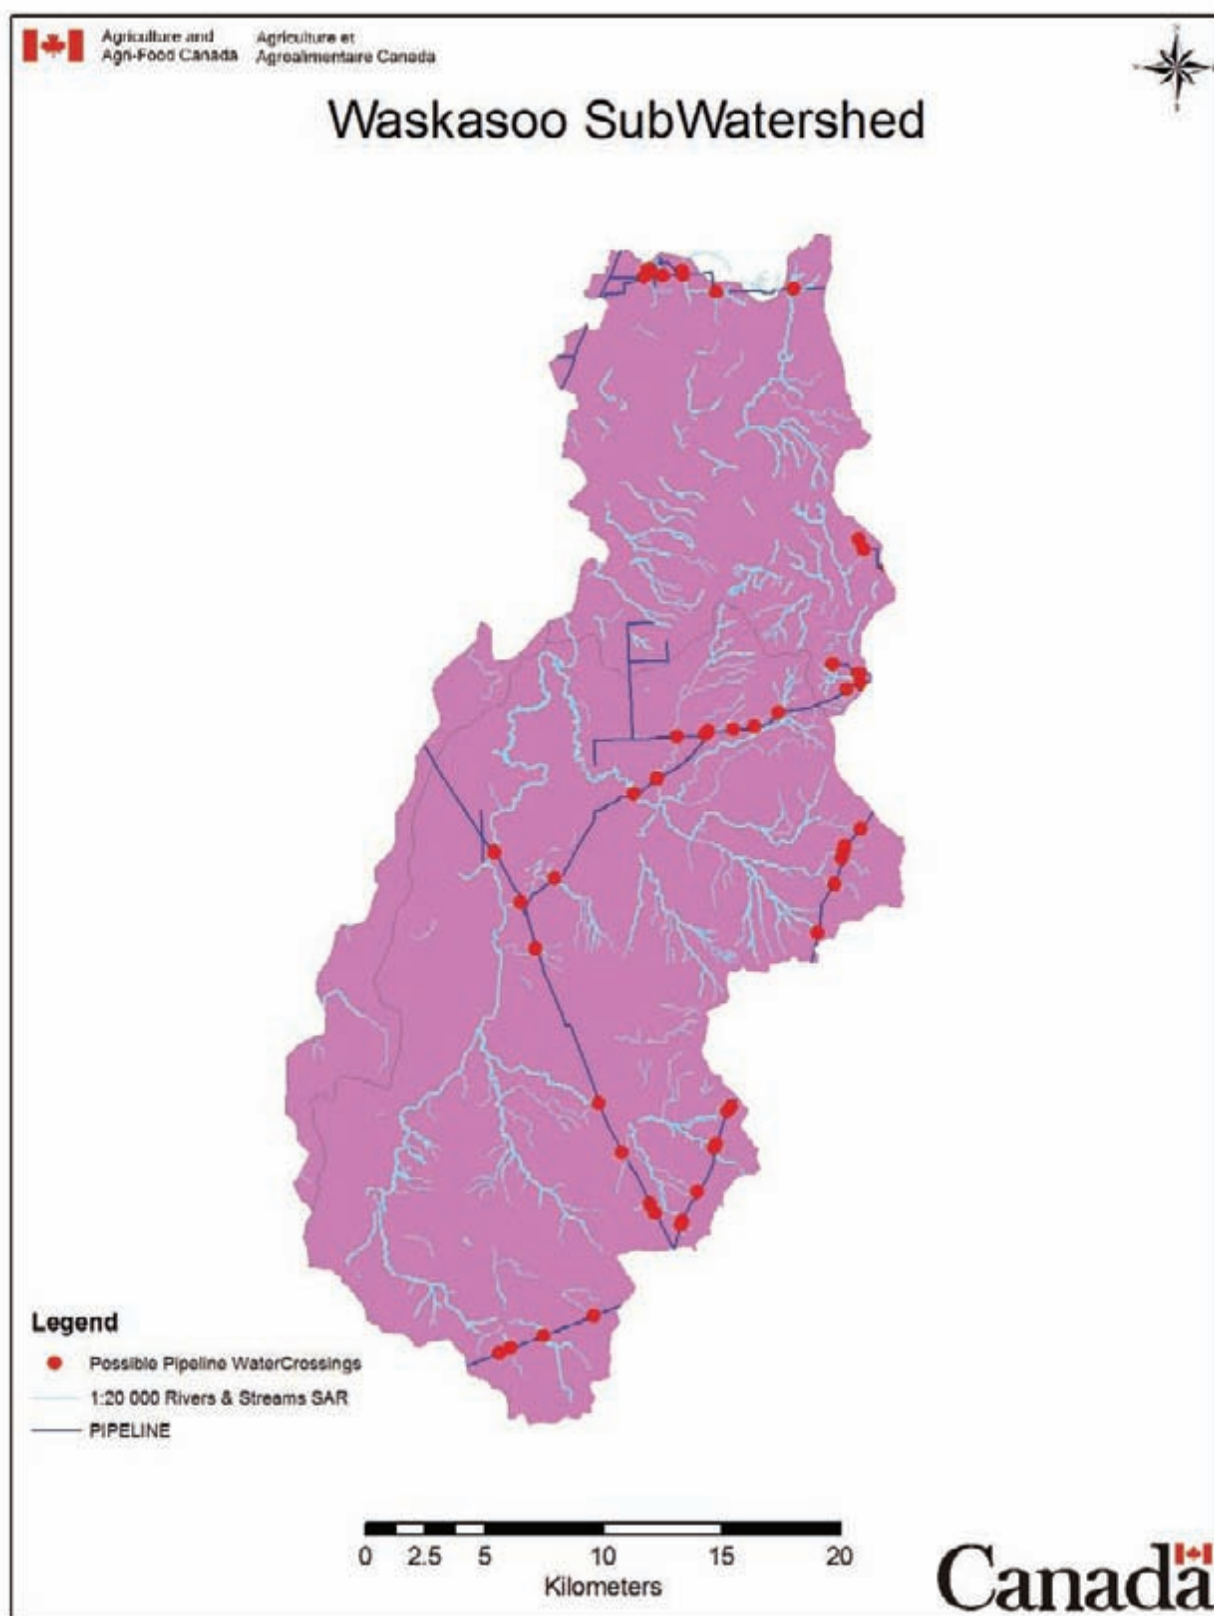 Agriculture and Agriculture et
Agri-Food Canada Agroalimentaire Canada
Waskasoo SubWatershed
Legend
Possible Pipeline WaterCrossings
1:20 000 Rivers & Streams SAR
PIPELINE
0 2.5 5 10 15 20
Kilometers
Canada